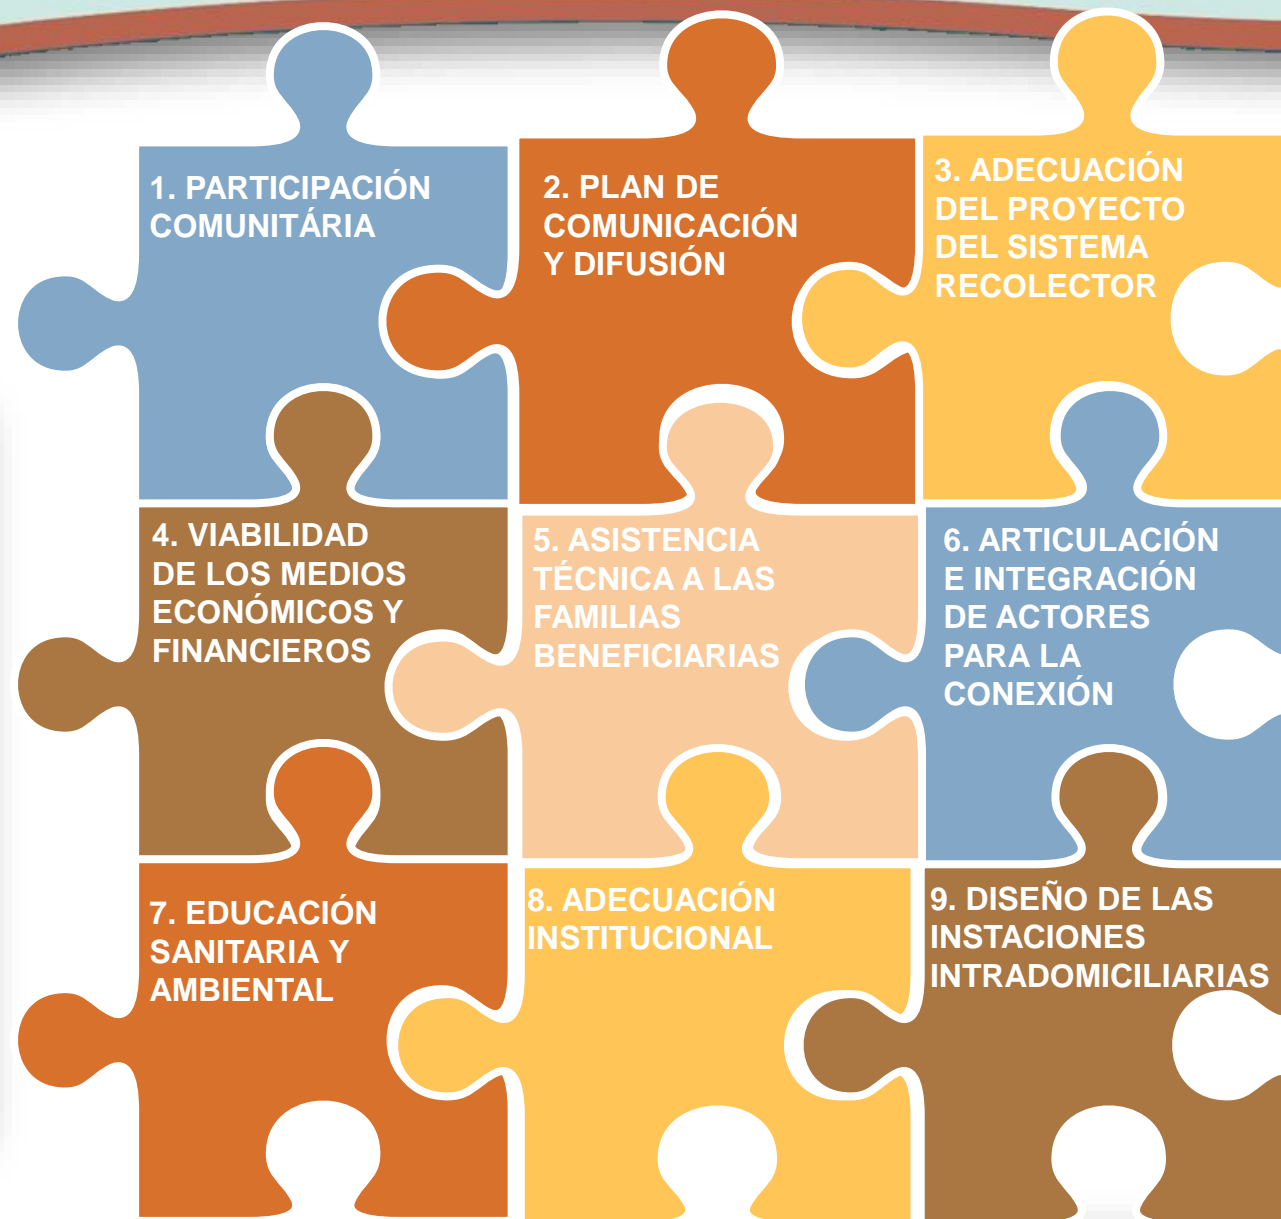 1. PARTICIPACIÓN
COMUNITÁRIA
2. PLAN DE
COMUNICACIÓN
Y DIFUSIÓN
3. ADECUACIÓN
DEL PROYECTO
DEL SISTEMA
RECOLECTOR
4. VIABILIDAD
DE LOS MEDIOS
ECONÓMICOS Y
FINANCIEROS
5. ASISTENCIA
TÉCNICA A LAS
FAMILIAS
BENEFICIARIAS
6. ARTICULACIÓN
E INTEGRACIÓN
DE ACTORES
PARA LA
CONEXIÓN
7. EDUCACIÓN
SANITARIA Y
AMBIENTAL
8. ADECUACIÓN
INSTITUCIONAL
9. DISEÑO DE LAS
INSTACIONES
INTRADOMICILIARIAS